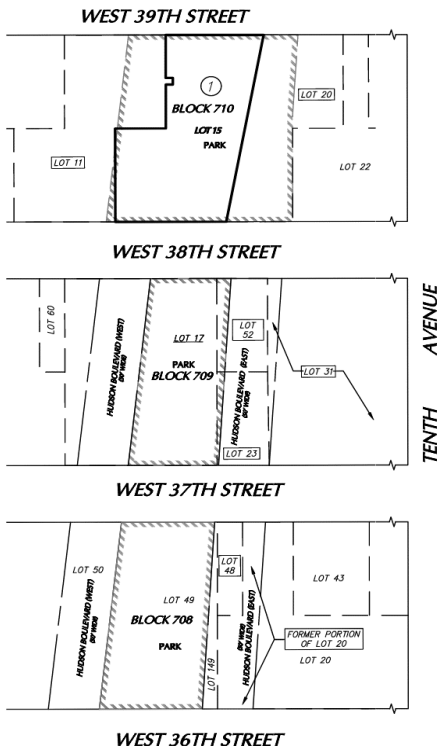 WEST 39TH STREET
1
BLOCK 710
LOT 15
PARK
LOT 20
LOT 11
LOT 22
WEST 38TH STREET
LOT 60
HUDSON BOULEVARD (WEST)
LOT 17
PARK
BLOCK 709
LOT
52
HUDSON BOULEVARD (EAST)
LOT 31
LOT 23
TENTH AVENUE
WEST 37TH STREET
LOT 50
HUDSON BOULEVARD (WEST)
LOT 49
BLOCK 708
PARK
LOT 149
LOT
48
HUDSON BOULEVARD (EAST)
LOT 43
FORMER PORTION
OF LOT 20
LOT 20
WEST 36TH STREET